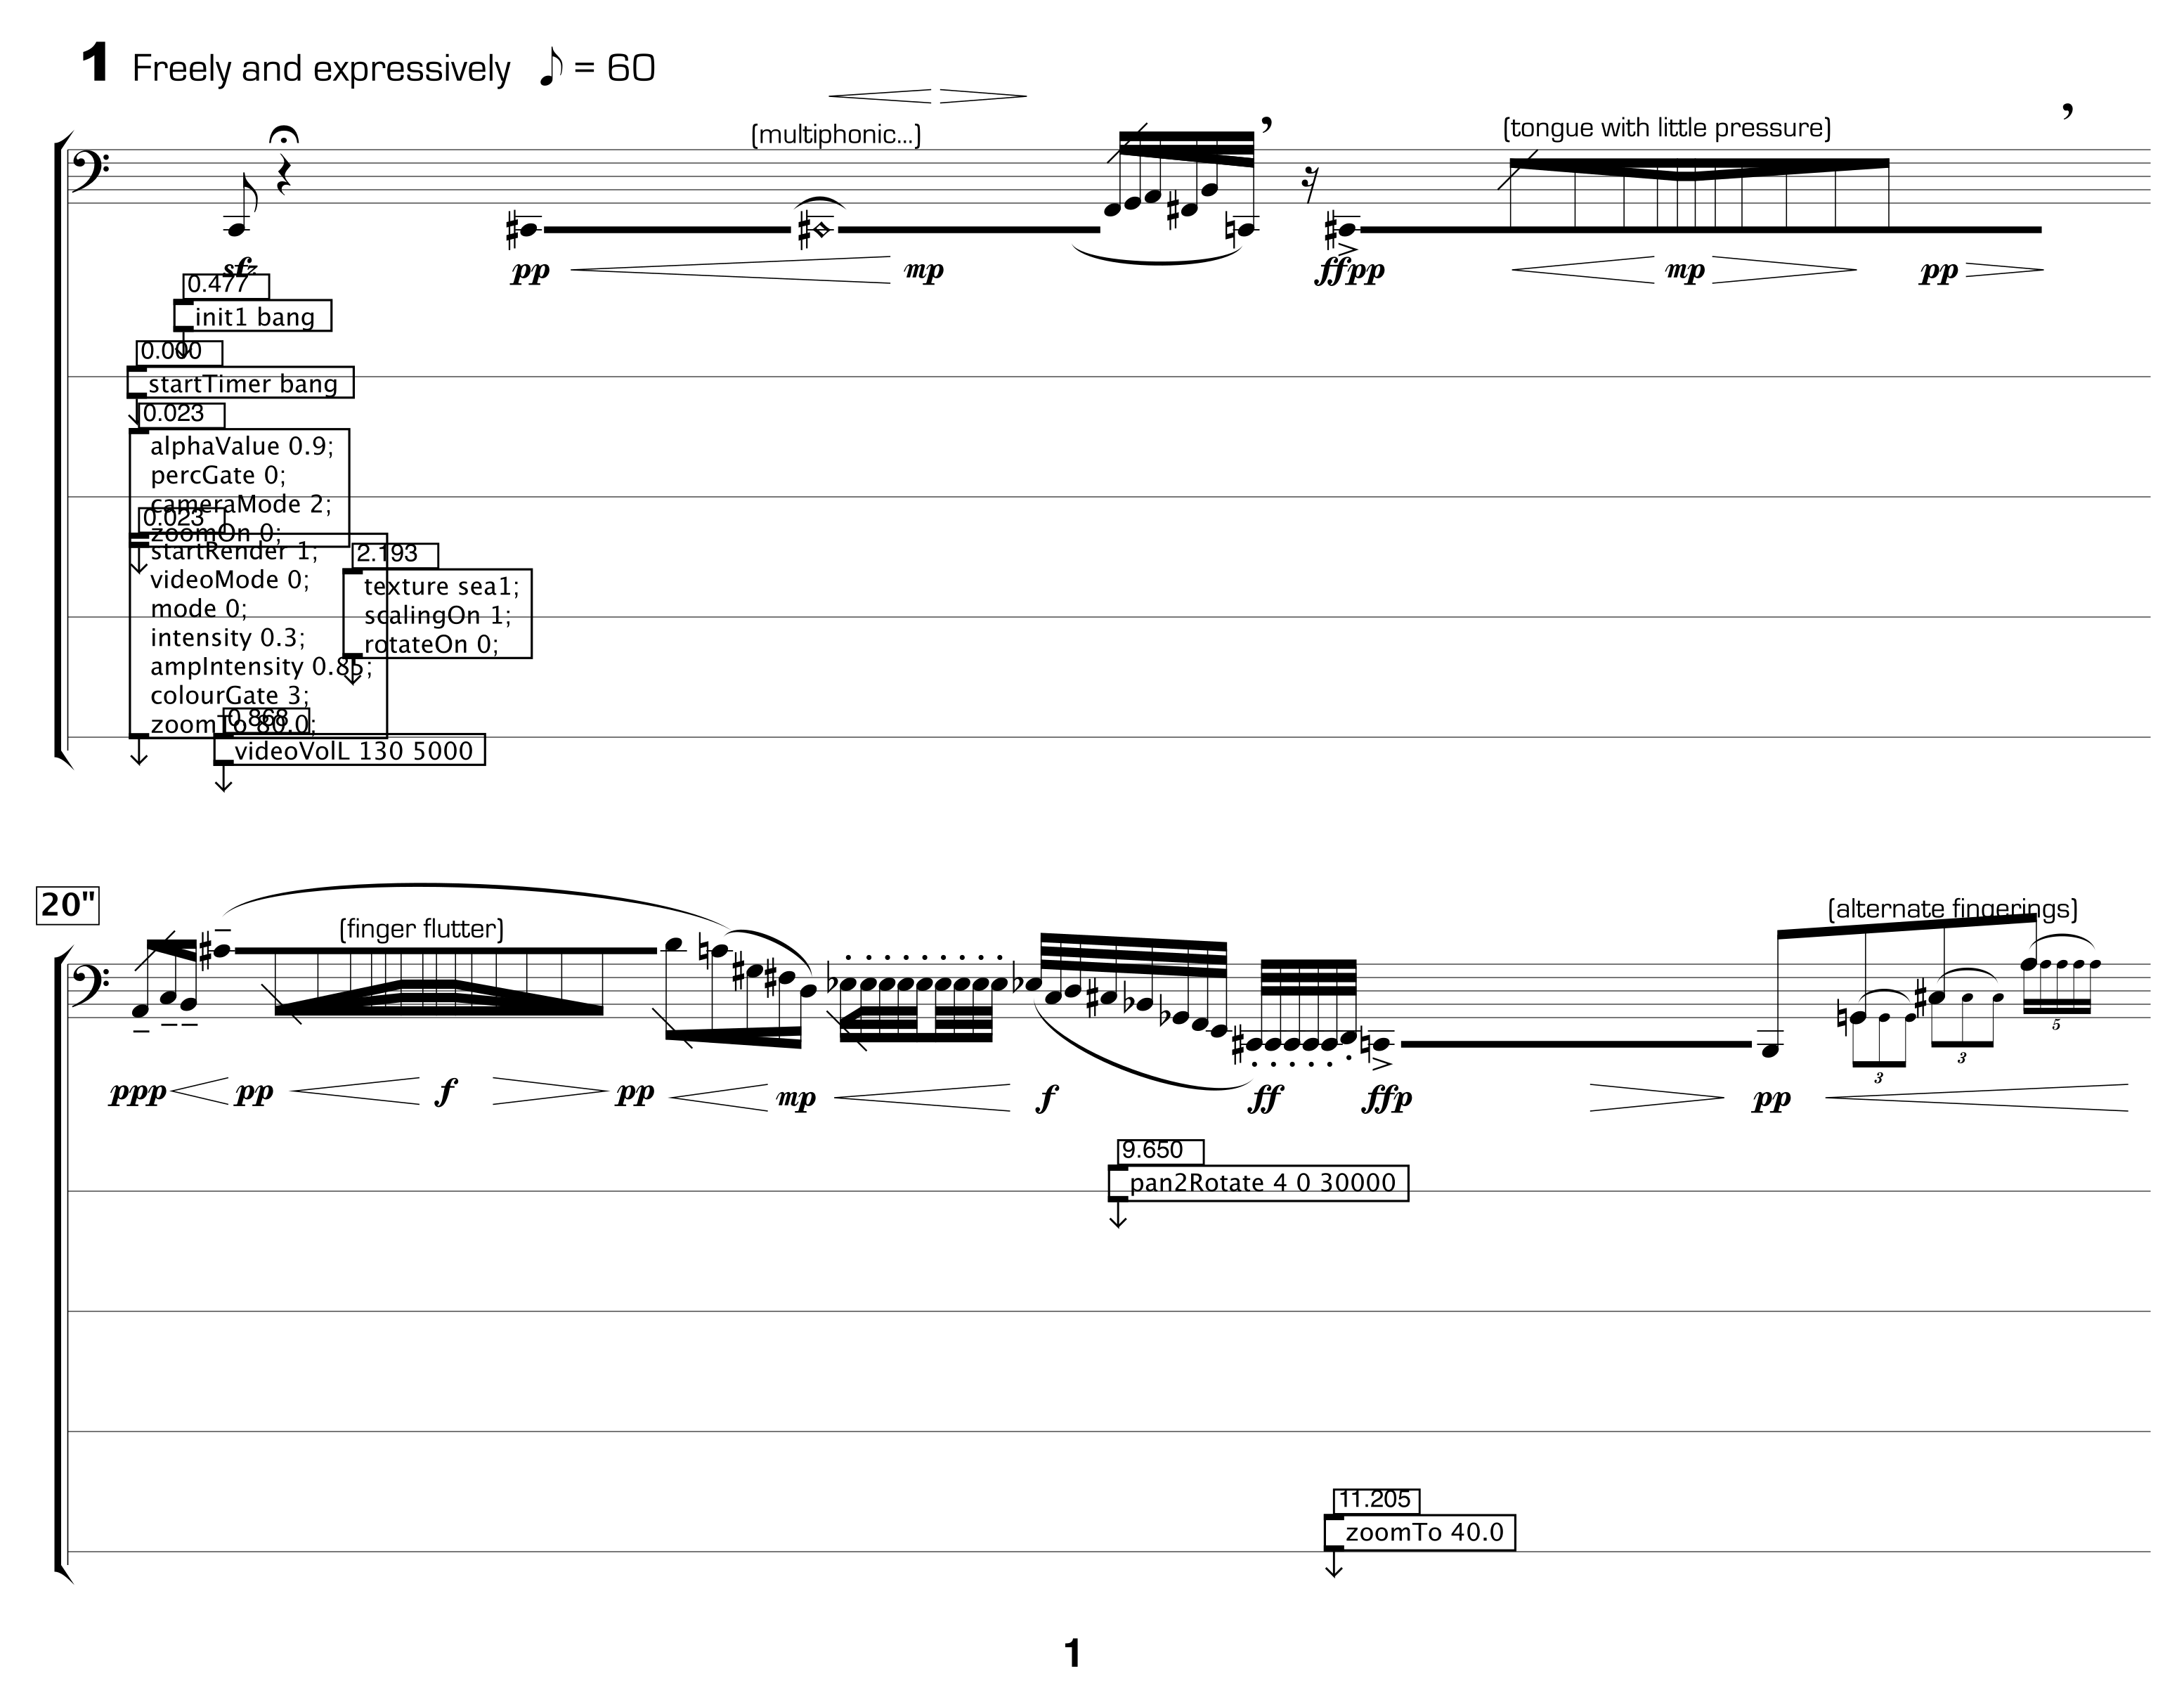 1 Freely and expressively ♪ = 60
(multiphonic...)
(tongue with little pressure)
sfz pp mp ffpp mp pp
0.477
init1 bang
0.000
startTimer bang
0.023
alphaValue 0.9;
percGate 0;
cameraMode 2;
zoomOn 0;
0.023
startRender 1;
videoMode 0;
mode 0;
intensity 0.3;
ampIntensity 0.85;
colourGate 3;
zoomTo 80.0;
2.193
texture sea1;
scalingOn 1;
rotateOn 0;
0.868
videoVolL 130 5000
20"
(finger flutter)
(alternate fingerings)
5
3
3
ppp pp f pp mp f ff ffp pp
9.650
pan2Rotate 4 0 30000
11.205
zoomTo 40.0
1